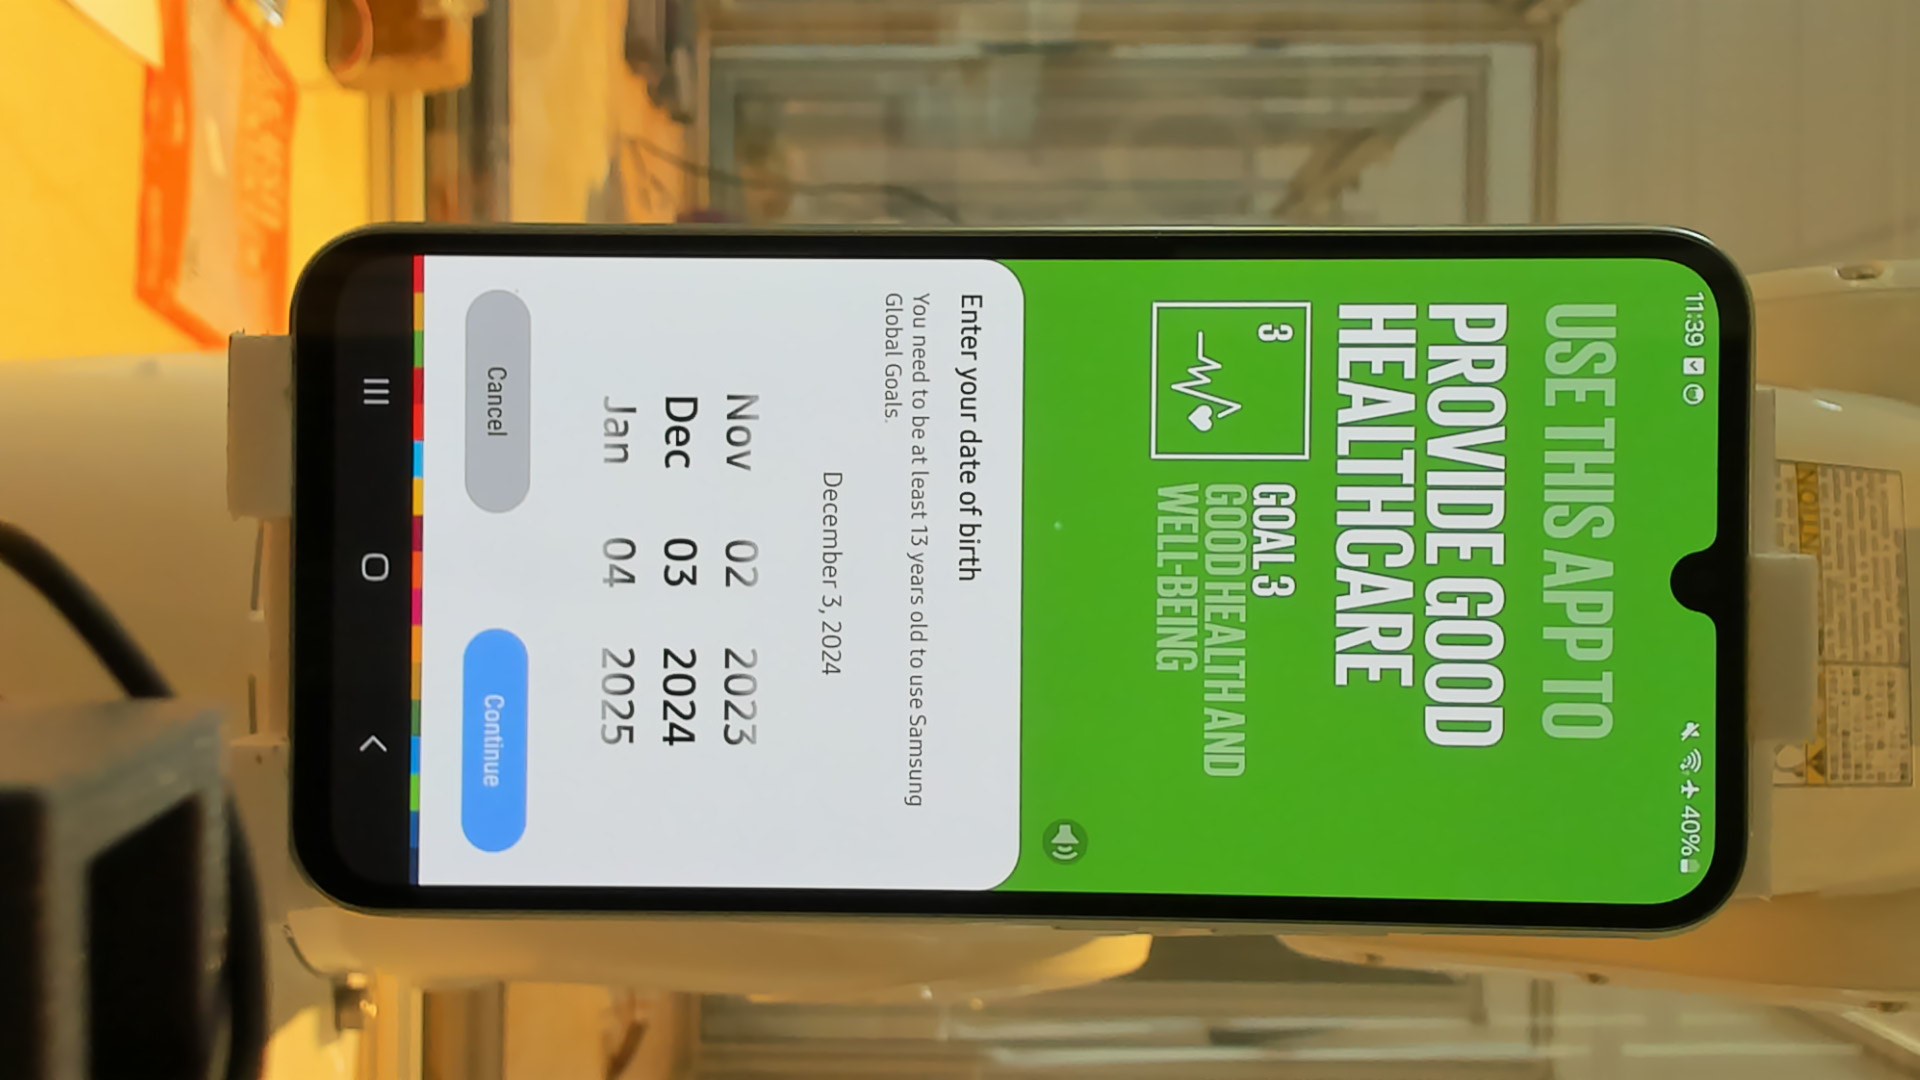 11:39
40%
USE THIS APP TO
PROVIDE GOOD
HEALTHCARE
3
GOAL 3
GOOD HEALTH AND
WELL-BEING
Enter your date of birth
You need to be at least 13 years old to use Samsung
Global Goals.
December 3, 2024
Nov 02 2023
Dec 03 2024
Jan 04 2025
Cancel
Continue